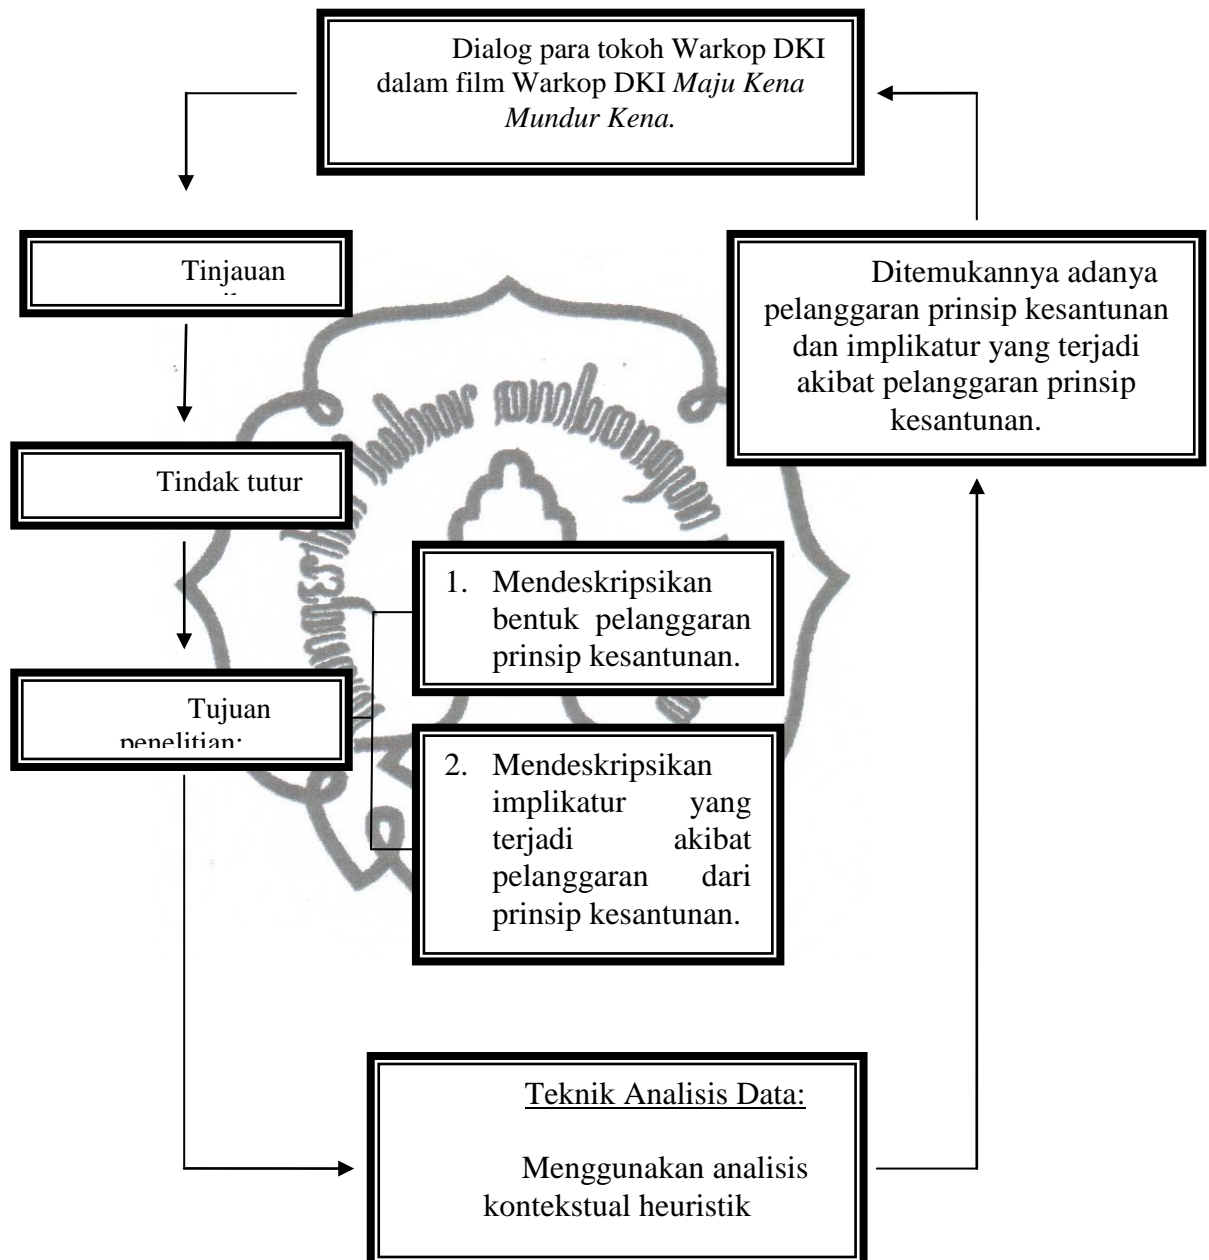 Dialog para tokoh Warkop DKI
dalam film Warkop DKI Maju Kena
Mundur Kena.
Tinjauan
Ditemukannya adanya
pelanggaran prinsip kesantunan
dan implikatur yang terjadi
akibat pelanggaran prinsip
kesantunan.
Tindak tutur
1. Mendeskripsikan
bentuk pelanggaran
prinsip kesantunan.
Tujuan
penelitian:
2. Mendeskripsikan
implikatur yang
terjadi akibat
pelanggaran dari
prinsip kesantunan.
Teknik Analisis Data:
Menggunakan analisis
kontekstual heuristik